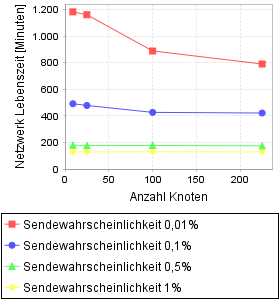 1.200
1.000
800
600
400
200
0
Netzwerk Lebenszeit [Minuten]
0 50 100 150 200
Anzahl Knoten
Sendewahrscheinlichkeit 0,01%
Sendewahrscheinlichkeit 0,1%
Sendewahrscheinlichkeit 0,5%
Sendewahrscheinlichkeit 1%